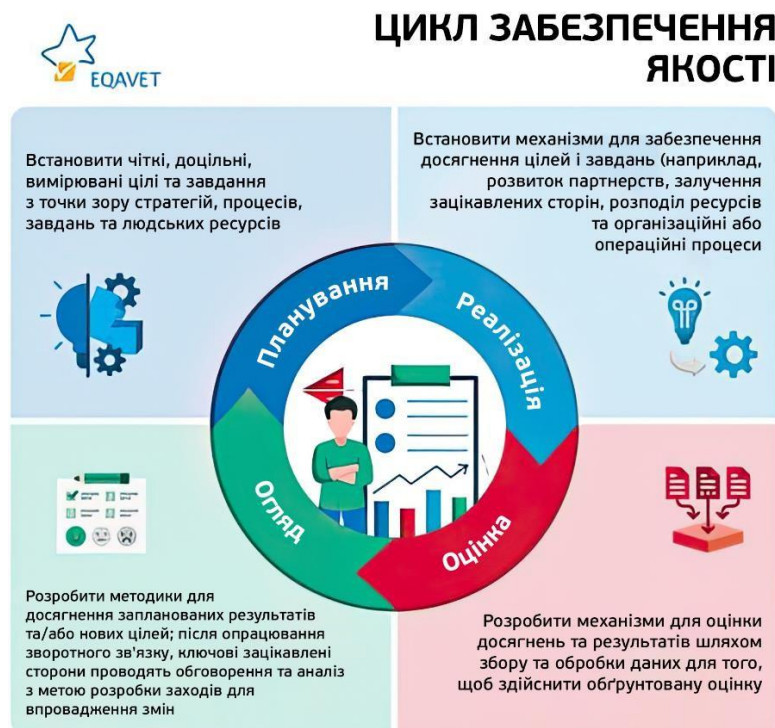 ЦИКЛ ЗАБЕЗПЕЧЕННЯ
ЯКОСТІ
EQAVET
Встановити чіткі, доцільні,
вимірювані цілі та завдання
з точки зору стратегій, процесів,
завдань та людських ресурсів
Встановити механізми для забезпечення
досягнення цілей і завдань (наприклад,
розвиток партнерств, залучення
зацікавлених сторін, розподіл ресурсів
та організаційні або
операційні процеси
Планування
Реалізація
Огляд
Оцінка
Розробити методики для
досягнення запланованих результатів
та/або нових цілей; після опрацювання
зворотного зв'язку, ключові зацікавлені
сторони проводять обговорення та аналіз
з метою розробки заходів для
впровадження змін
Розробити механізми для оцінки
досягнень та результатів шляхом
збору та обробки даних для того,
щоб здійснити обґрунтовану оцінку